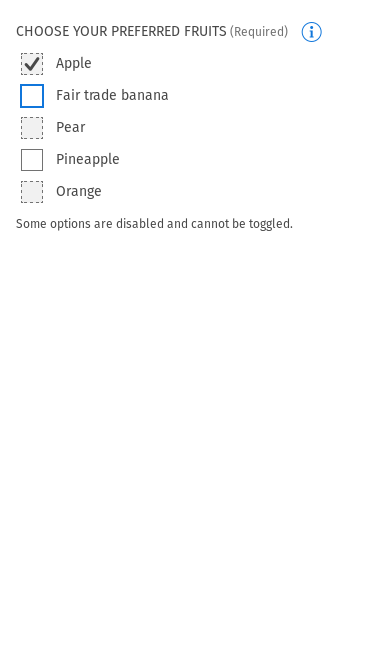 CHOOSE YOUR PREFERRED FRUITS (Required)
Apple
Fair trade banana
Pear
Pineapple
Orange
Some options are disabled and cannot be toggled.